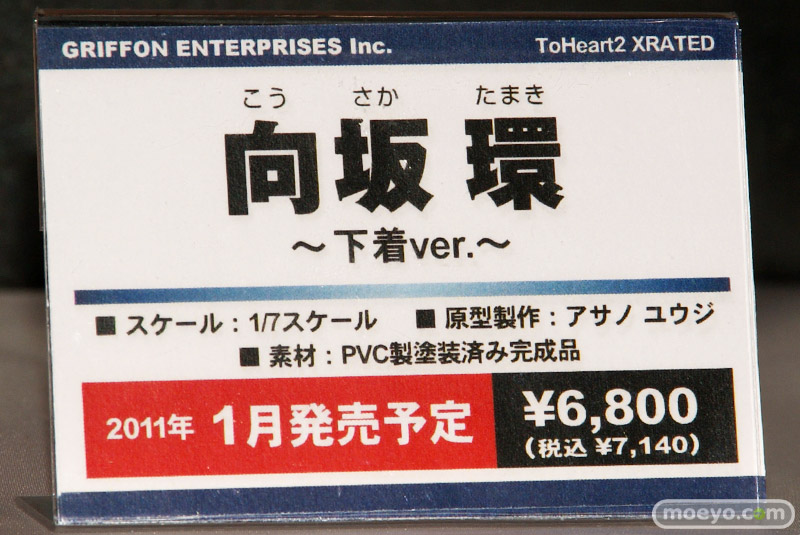 GRIFFON ENTERPRISES Inc. ToHeart2 XRATED
こう さか たまき
向坂 環
～下着ver.～
■ スケール：1/7スケール ■ 原型製作：アサノ ユウジ
■ 素材：PVC製塗装済み完成品
2011年 1月発売予定
¥6,800
(税込 ¥7,140)
moeyo.com